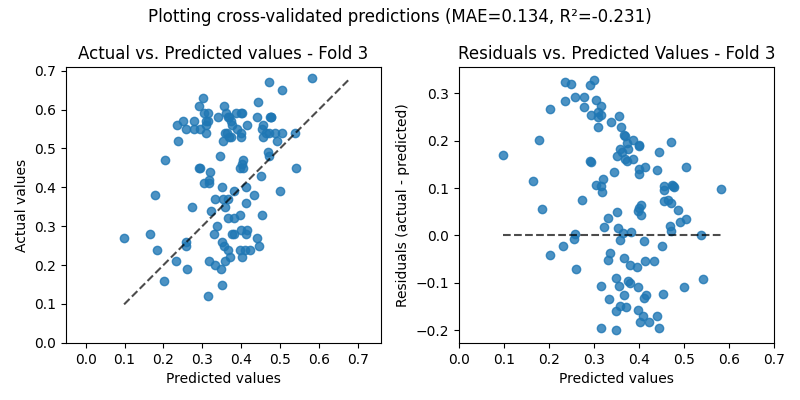 Plotting cross-validated predictions (MAE=0.134, R²=-0.231)
Actual vs. Predicted values - Fold 3
Actual values
0.7
0.6
0.5
0.4
0.3
0.2
0.1
0.0
0.0 0.1 0.2 0.3 0.4 0.5 0.6 0.7
Predicted values
Residuals vs. Predicted Values - Fold 3
Residuals (actual - predicted)
0.3
0.2
0.1
0.0
−0.1
−0.2
0.0 0.1 0.2 0.3 0.4 0.5 0.6 0.7
Predicted values